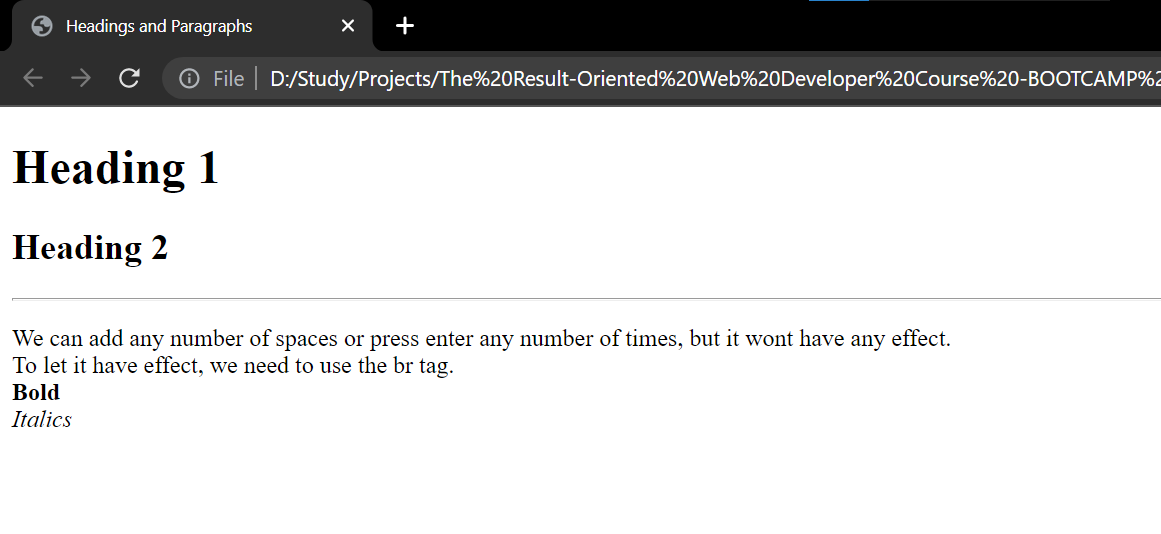 Headings and Paragraphs
File D:/Study/Projects/The%20Result-Oriented%20Web%20Developer%20Course%20-BOOTCAMP%2
Heading 1
Heading 2
We can add any number of spaces or press enter any number of times, but it wont have any effect.
To let it have effect, we need to use the br tag.
Bold
Italics